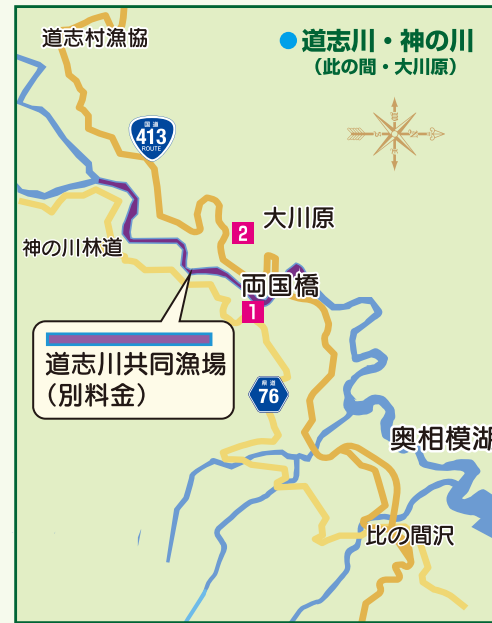 道志村漁協
道志川・神の川
（此の間・大川原）
国道
413
ROUTE
2
大川原
神の川林道
両国橋
1
道志川共同漁場
（別料金）
県道
76
奥相模湖
比の間沢